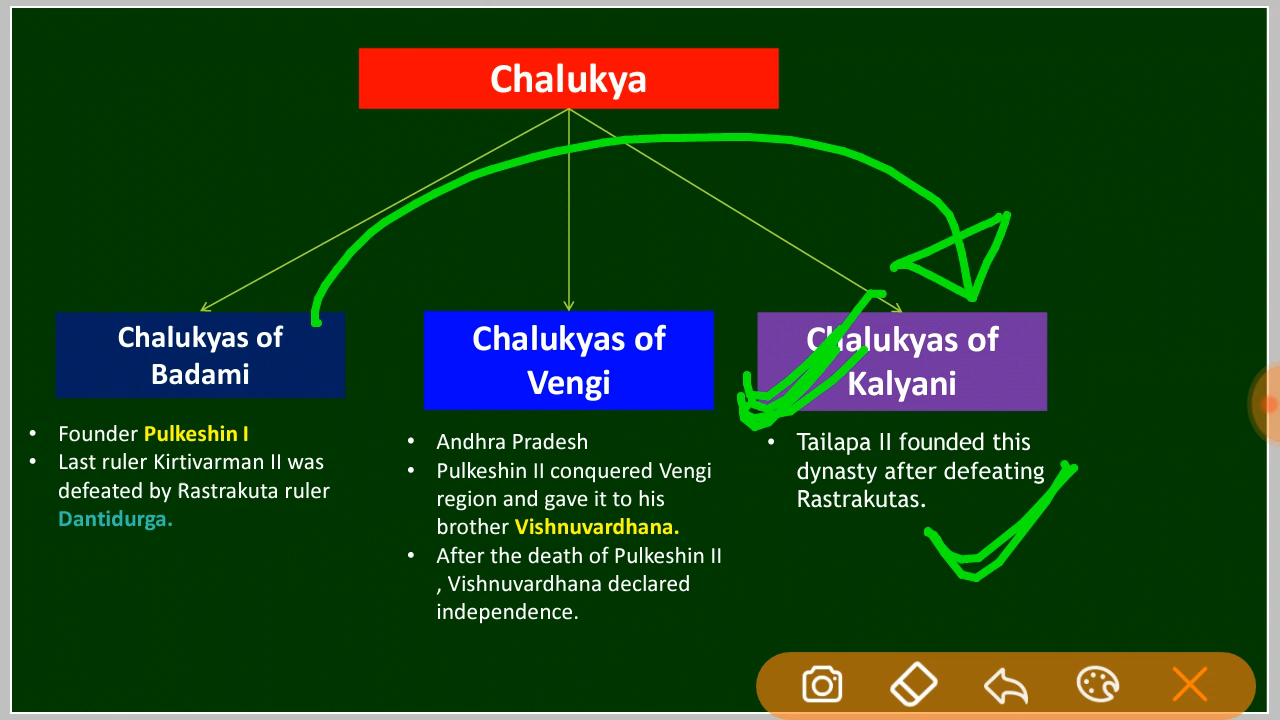 Chalukya
Chalukyas of
Badami
• Founder Pulkeshin I
• Last ruler Kirtivarman II was
defeated by Rastrakuta ruler
Dantidurga.
Chalukyas of
Vengi
• Andhra Pradesh
• Pulkeshin II conquered Vengi
region and gave it to his
brother Vishnuvardhana.
• After the death of Pulkeshin II
, Vishnuvardhana declared
independence.
Chalukyas of
Kalyani
• Tailapa II founded this
dynasty after defeating
Rastrakutas.